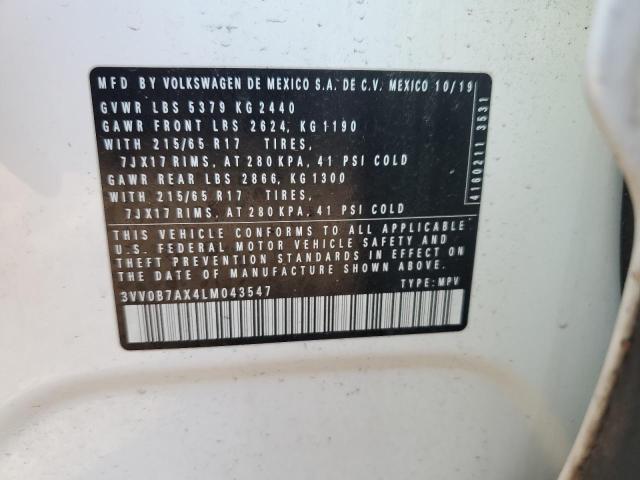 MFD BY VOLKSWAGEN DE MEXICO S.A. DE C.V. MEXICO 10/19
GVWR LBS 5379 KG 2440
GAWR FRONT LBS 2624, KG 1190
WITH 215/65 R17 TIRES,
7JX17 RIMS, AT 280 KPA, 41 PSI COLD
GAWR REAR LBS 2866, KG 1300
WITH 215/65 R17 TIRES,
7JX17 RIMS, AT 280 KPA, 41 PSI COLD
THIS VEHICLE CONFORMS TO ALL APPLICABLE
U.S. FEDERAL MOTOR VEHICLE SAFETY AND
THEFT PREVENTION STANDARDS IN EFFECT
ON THE DATE OF MANUFACTURE SHOWN ABOVE.
3VV0B7AX4LM043547 TYPE: MPV
4160211 3531